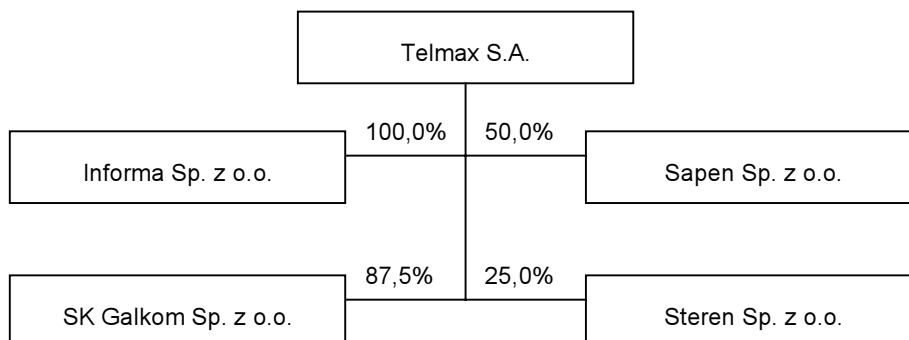 Telmax S.A.
100,0%
50,0%
Informa Sp. z o.o.
Sapen Sp. z o.o.
87,5%
25,0%
SK Galkom Sp. z o.o.
Steren Sp. z o.o.